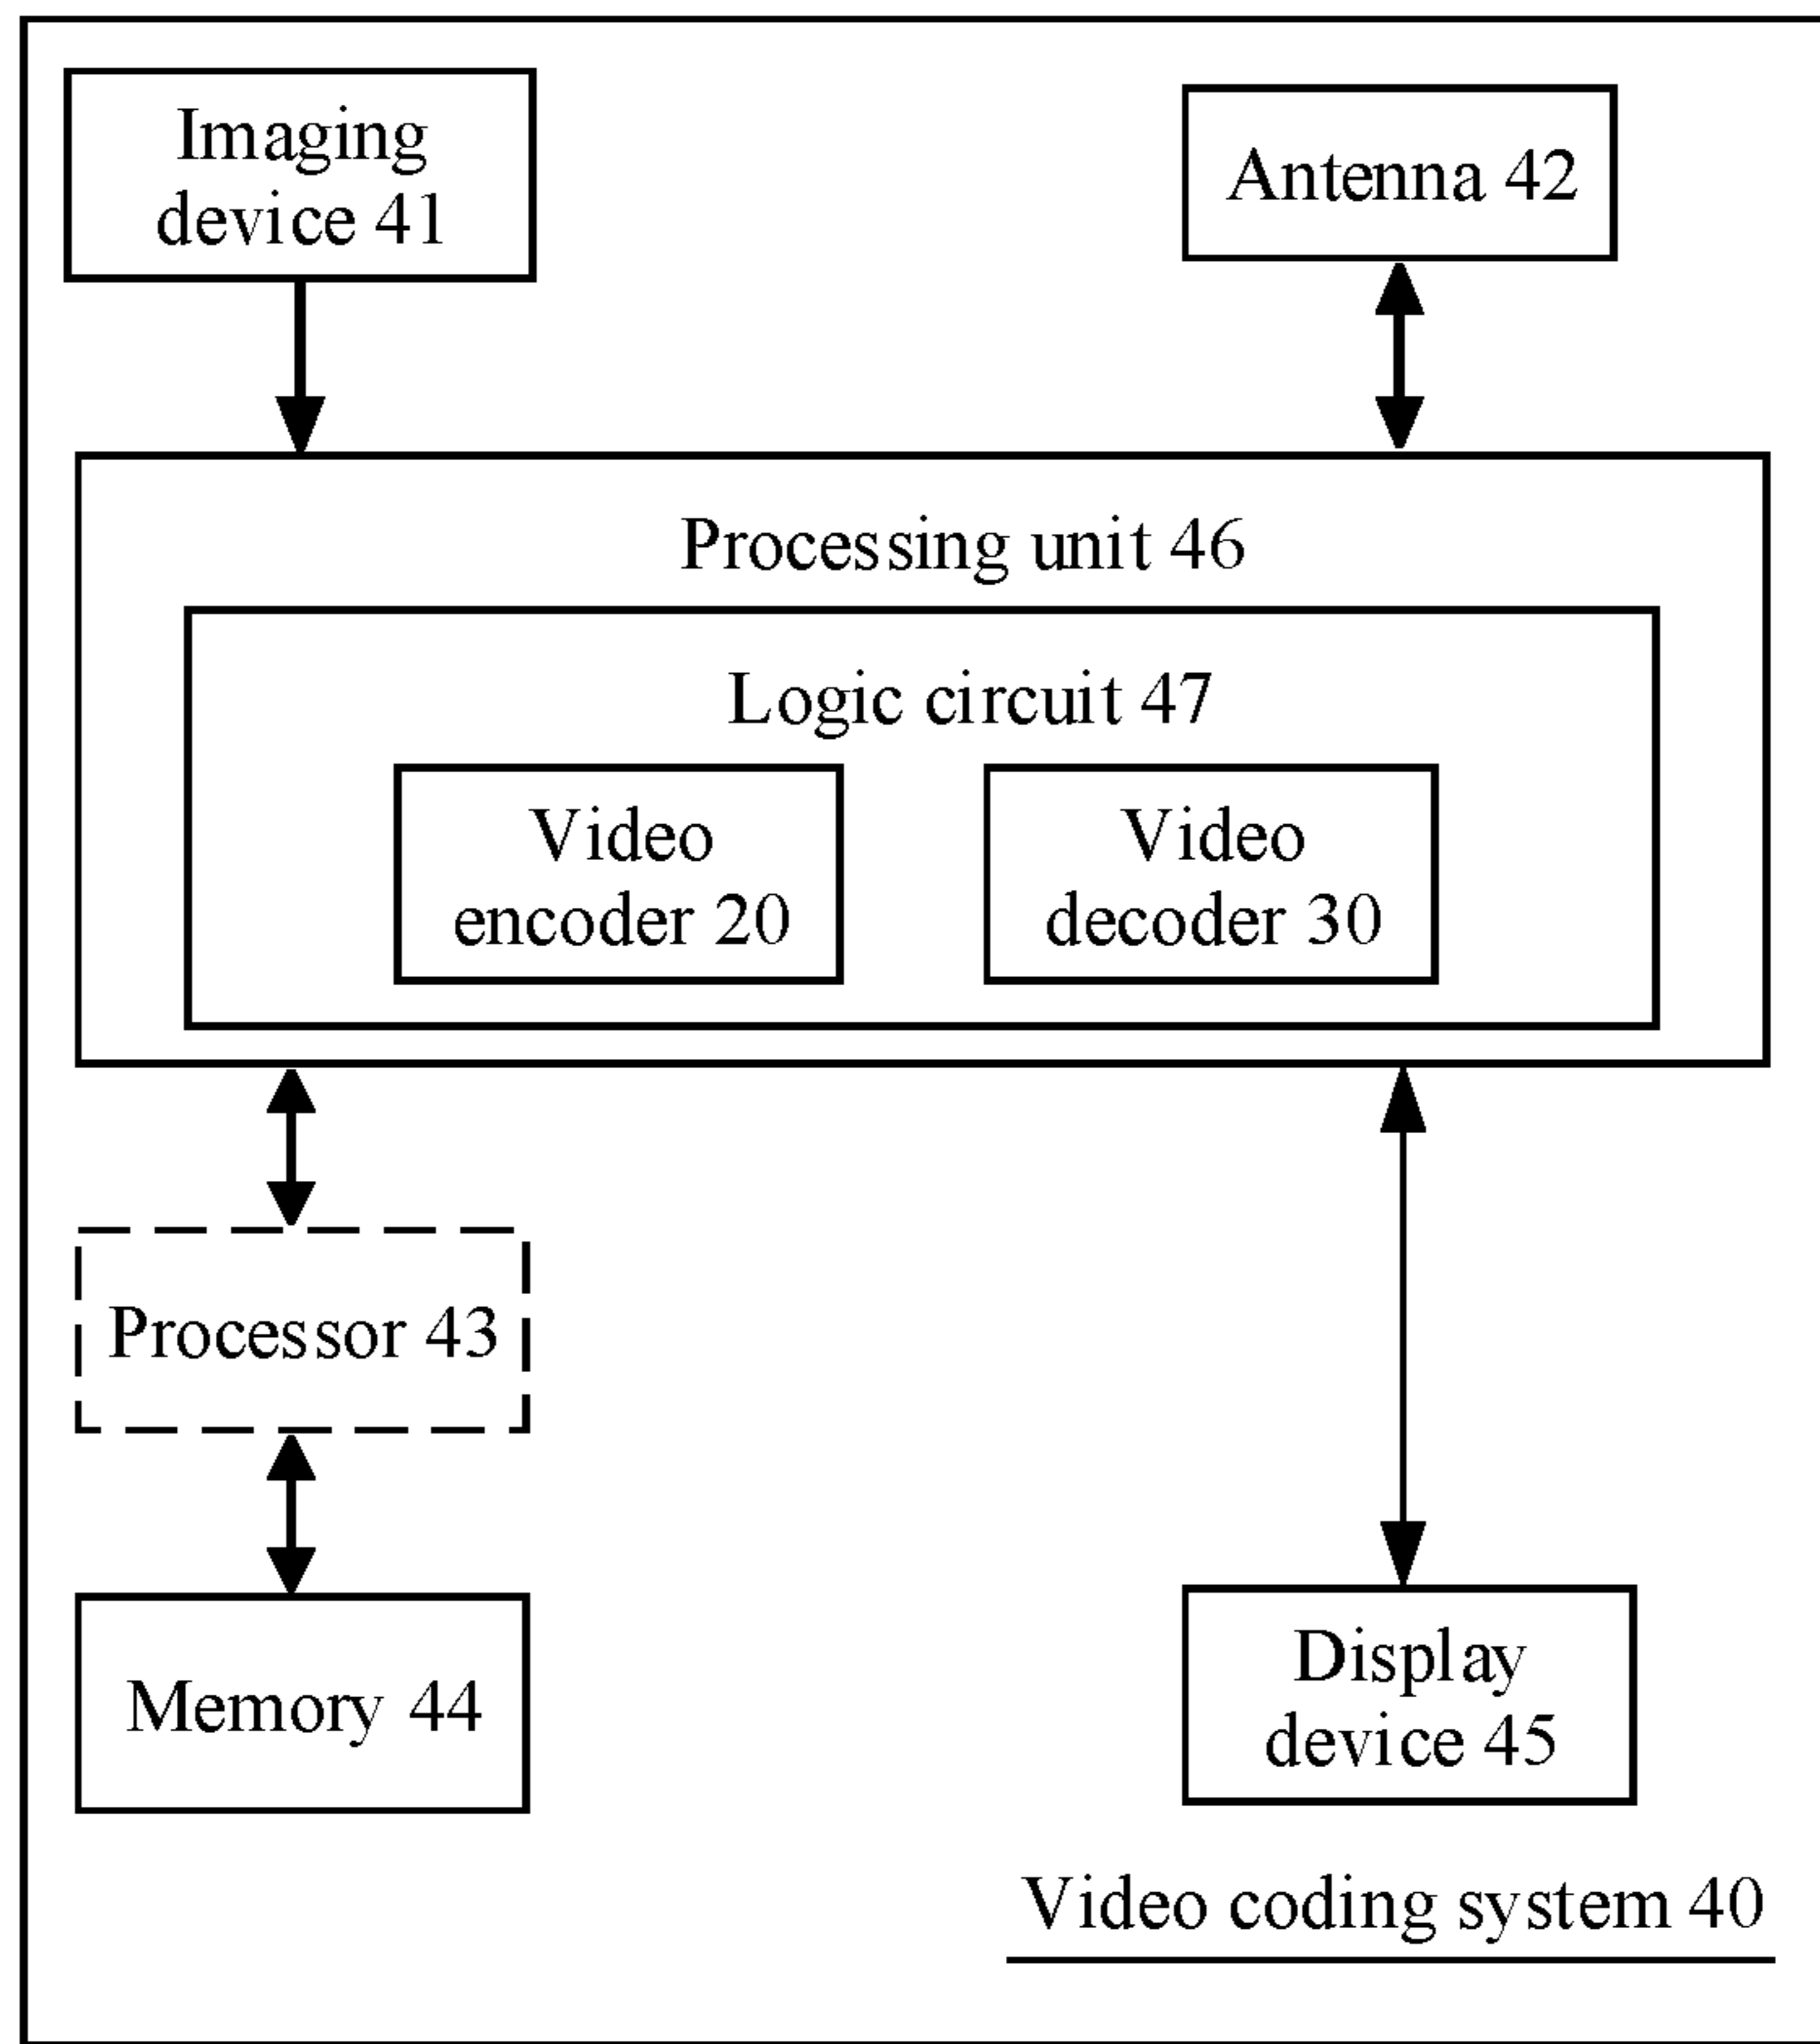 Imaging
device 41
Antenna 42
Processing unit 46
Logic circuit 47
Video
encoder 20
Video
decoder 30
Processor 43
Memory 44
Display
device 45
Video coding system 40